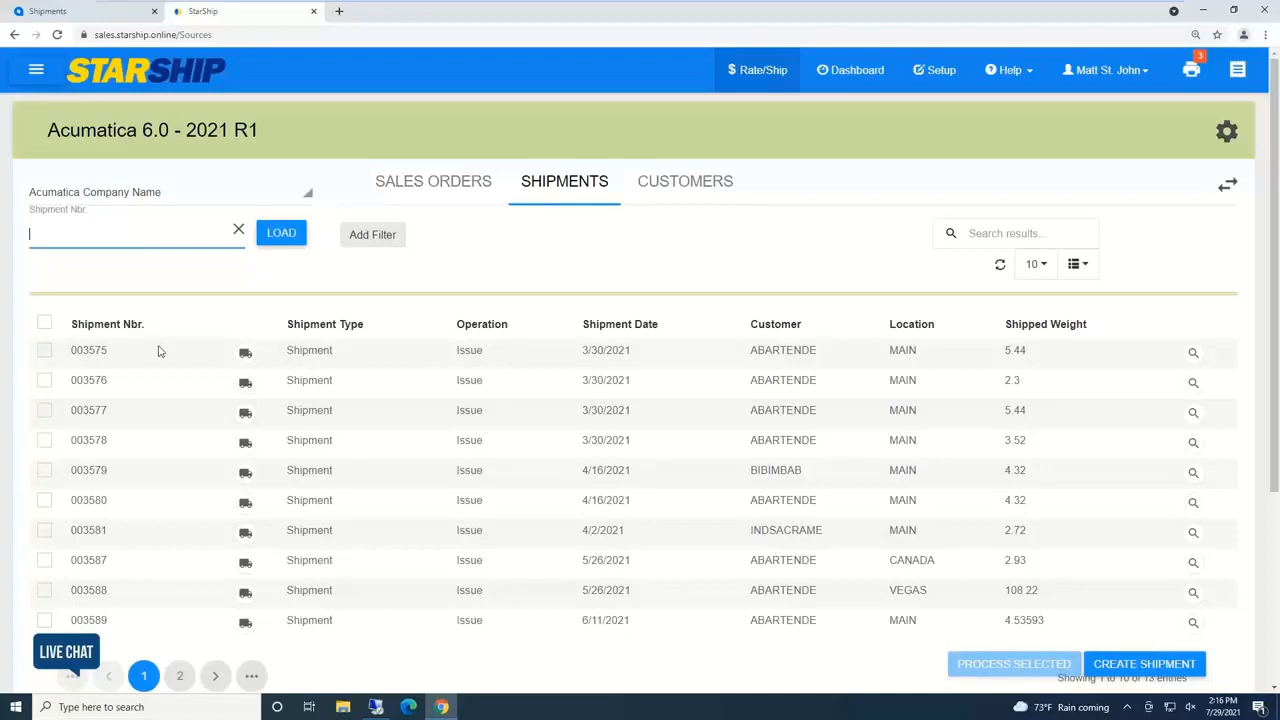 Shipments
StarShip
sales.starship.online/Sources
STARSHIP
$ Rate/Ship
Dashboard
Setup
Help
Matt St. John
3
Acumatica 6.0 - 2021 R1
Acumatica Company Name
SALES ORDERS
SHIPMENTS
CUSTOMERS
Shipment Nbr.
LOAD
Add Filter
Search results...
10
Shipment Nbr. Shipment Type Operation Shipment Date Customer Location Shipped Weight
003575 Shipment Issue 3/30/2021 ABARTENDE MAIN 5.44
003576 Shipment Issue 3/30/2021 ABARTENDE MAIN 2.3
003577 Shipment Issue 3/30/2021 ABARTENDE MAIN 5.44
003578 Shipment Issue 3/30/2021 ABARTENDE MAIN 3.52
003579 Shipment Issue 4/16/2021 BIBIMBAB MAIN 4.32
003580 Shipment Issue 4/16/2021 ABARTENDE MAIN 4.32
003581 Shipment Issue 4/2/2021 INDSACRAME MAIN 2.72
003587 Shipment Issue 5/26/2021 ABARTENDE CANADA 2.93
003588 Shipment Issue 5/26/2021 ABARTENDE VEGAS 108.22
003589 Shipment Issue 6/11/2021 ABARTENDE MAIN 4.53593
LIVE CHAT
1 2 •••
PROCESS SELECTED
CREATE SHIPMENT
Showing 1 to 10 of 13 entries
Type here to search
73°F Rain coming
2:16 PM
7/29/2021
1